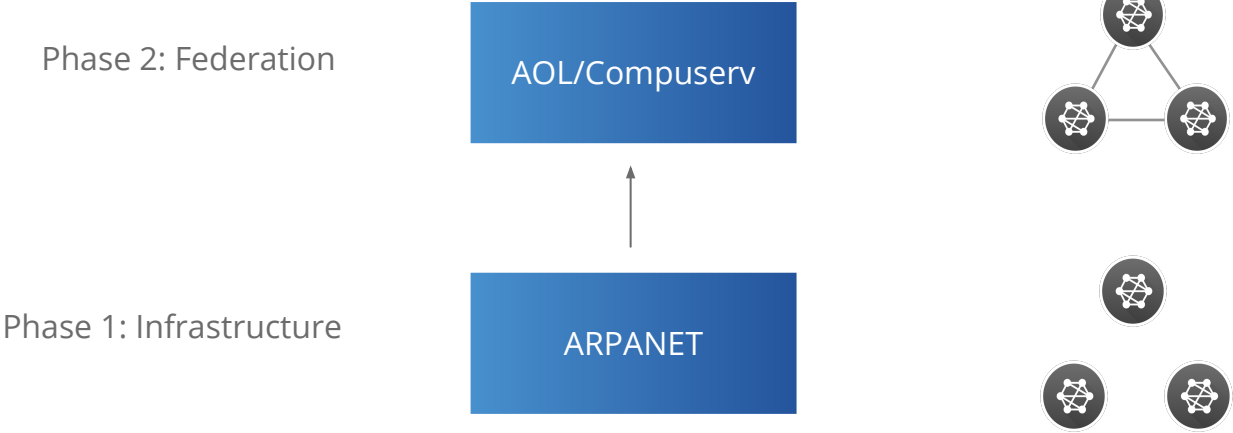 Phase 2: Federation
AOL/Compuserv
Phase 1: Infrastructure
ARPANET